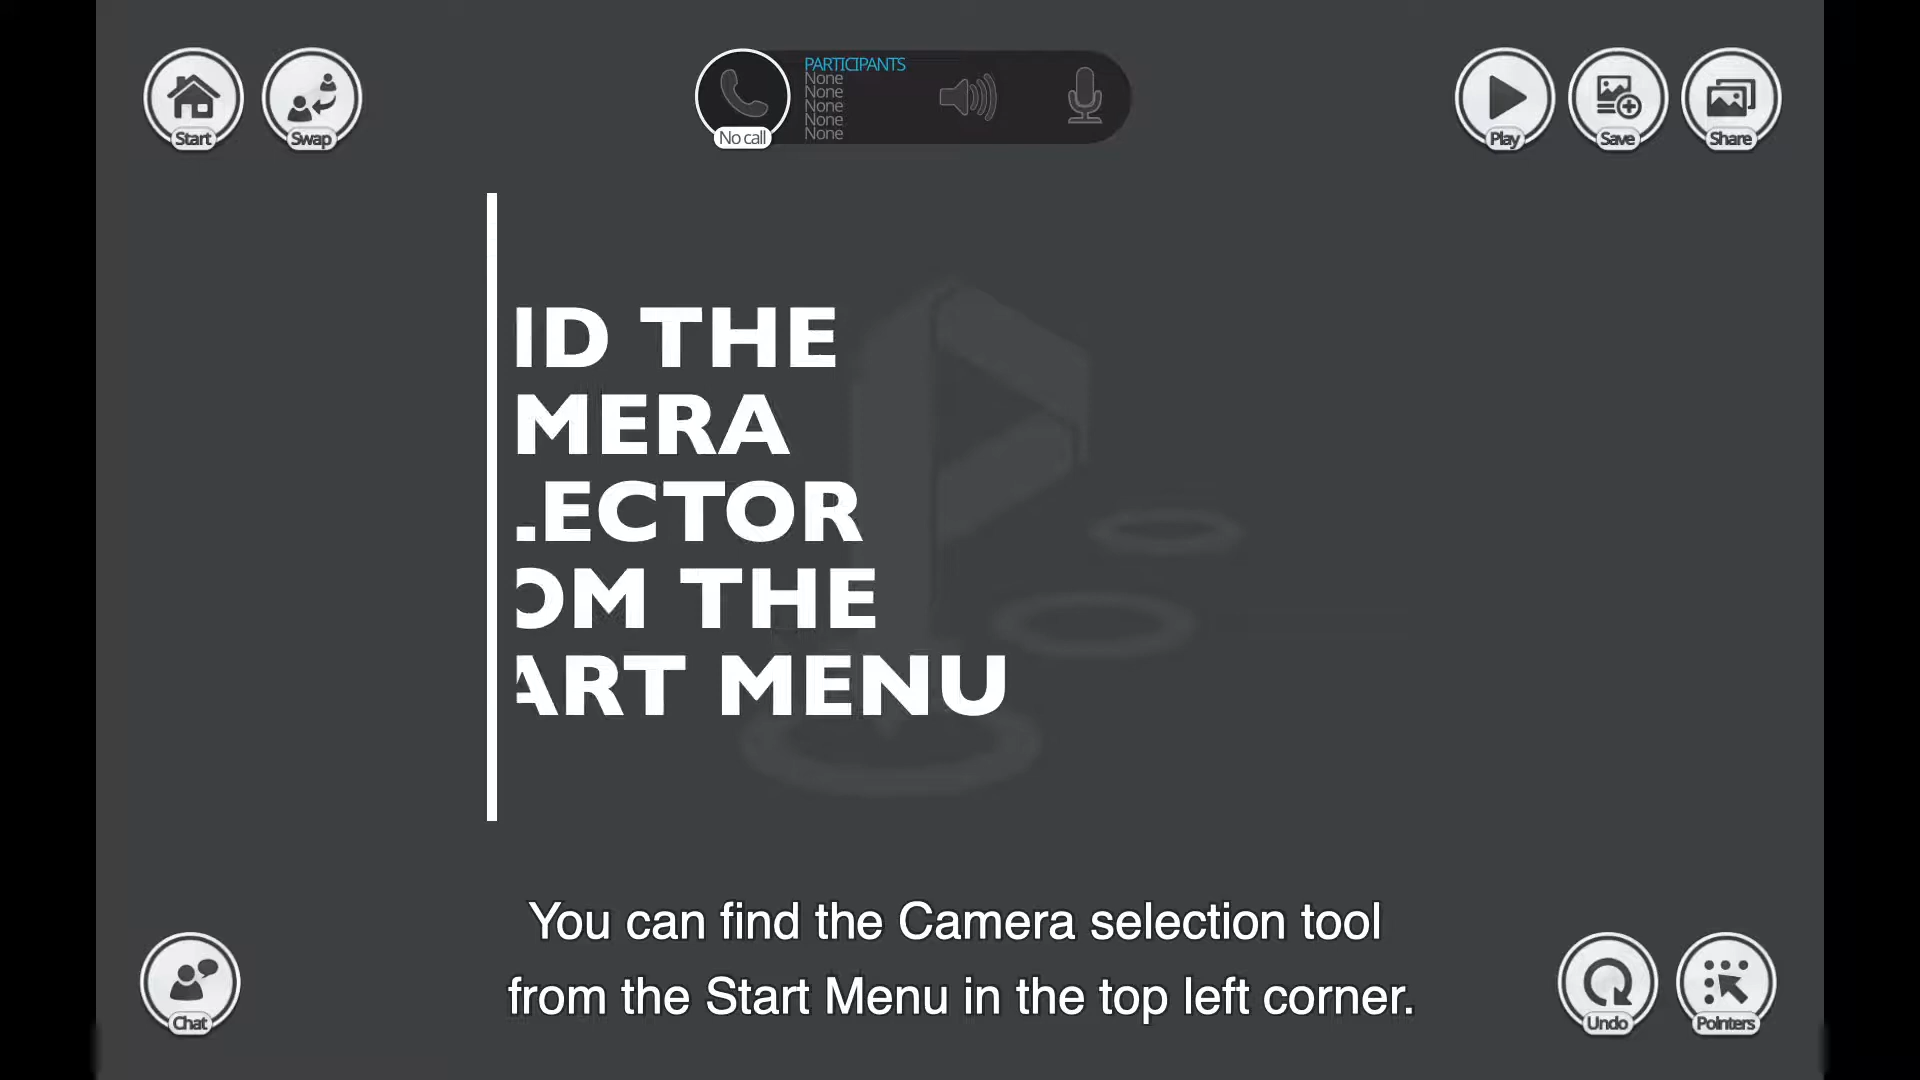 Start
Swap
No call
PARTICIPANTS
None
None
None
None
None
Play
Save
Share
ID THE
MERA
LECTOR
OM THE
ART MENU
You can find the Camera selection tool
from the Start Menu in the top left corner.
Chat
Undo
Pointers